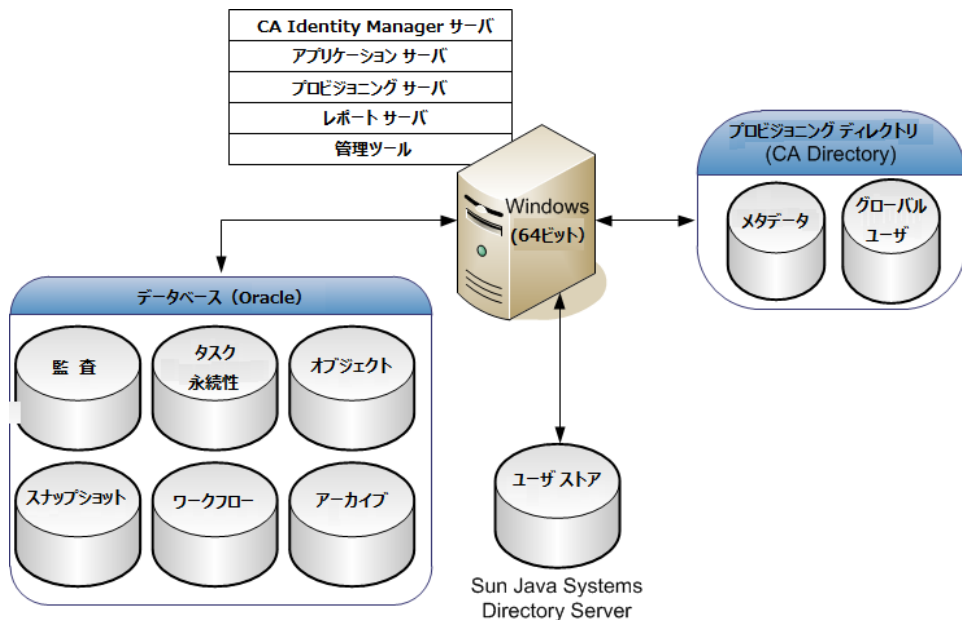 CA Identity Manager サーバ
アプリケーション サーバ
プロビジョニング サーバ
レポート サーバ
管理ツール
プロビジョニング ディレクトリ
(CA Directory)
メタデータ
グローバル
ユーザ
Windows
(64ビット)
データベース（Oracle）
監 査
タスク
永続性
オブジェクト
スナップショット
ワークフロー
アーカイブ
ユーザ ストア
Sun Java Systems
Directory Server